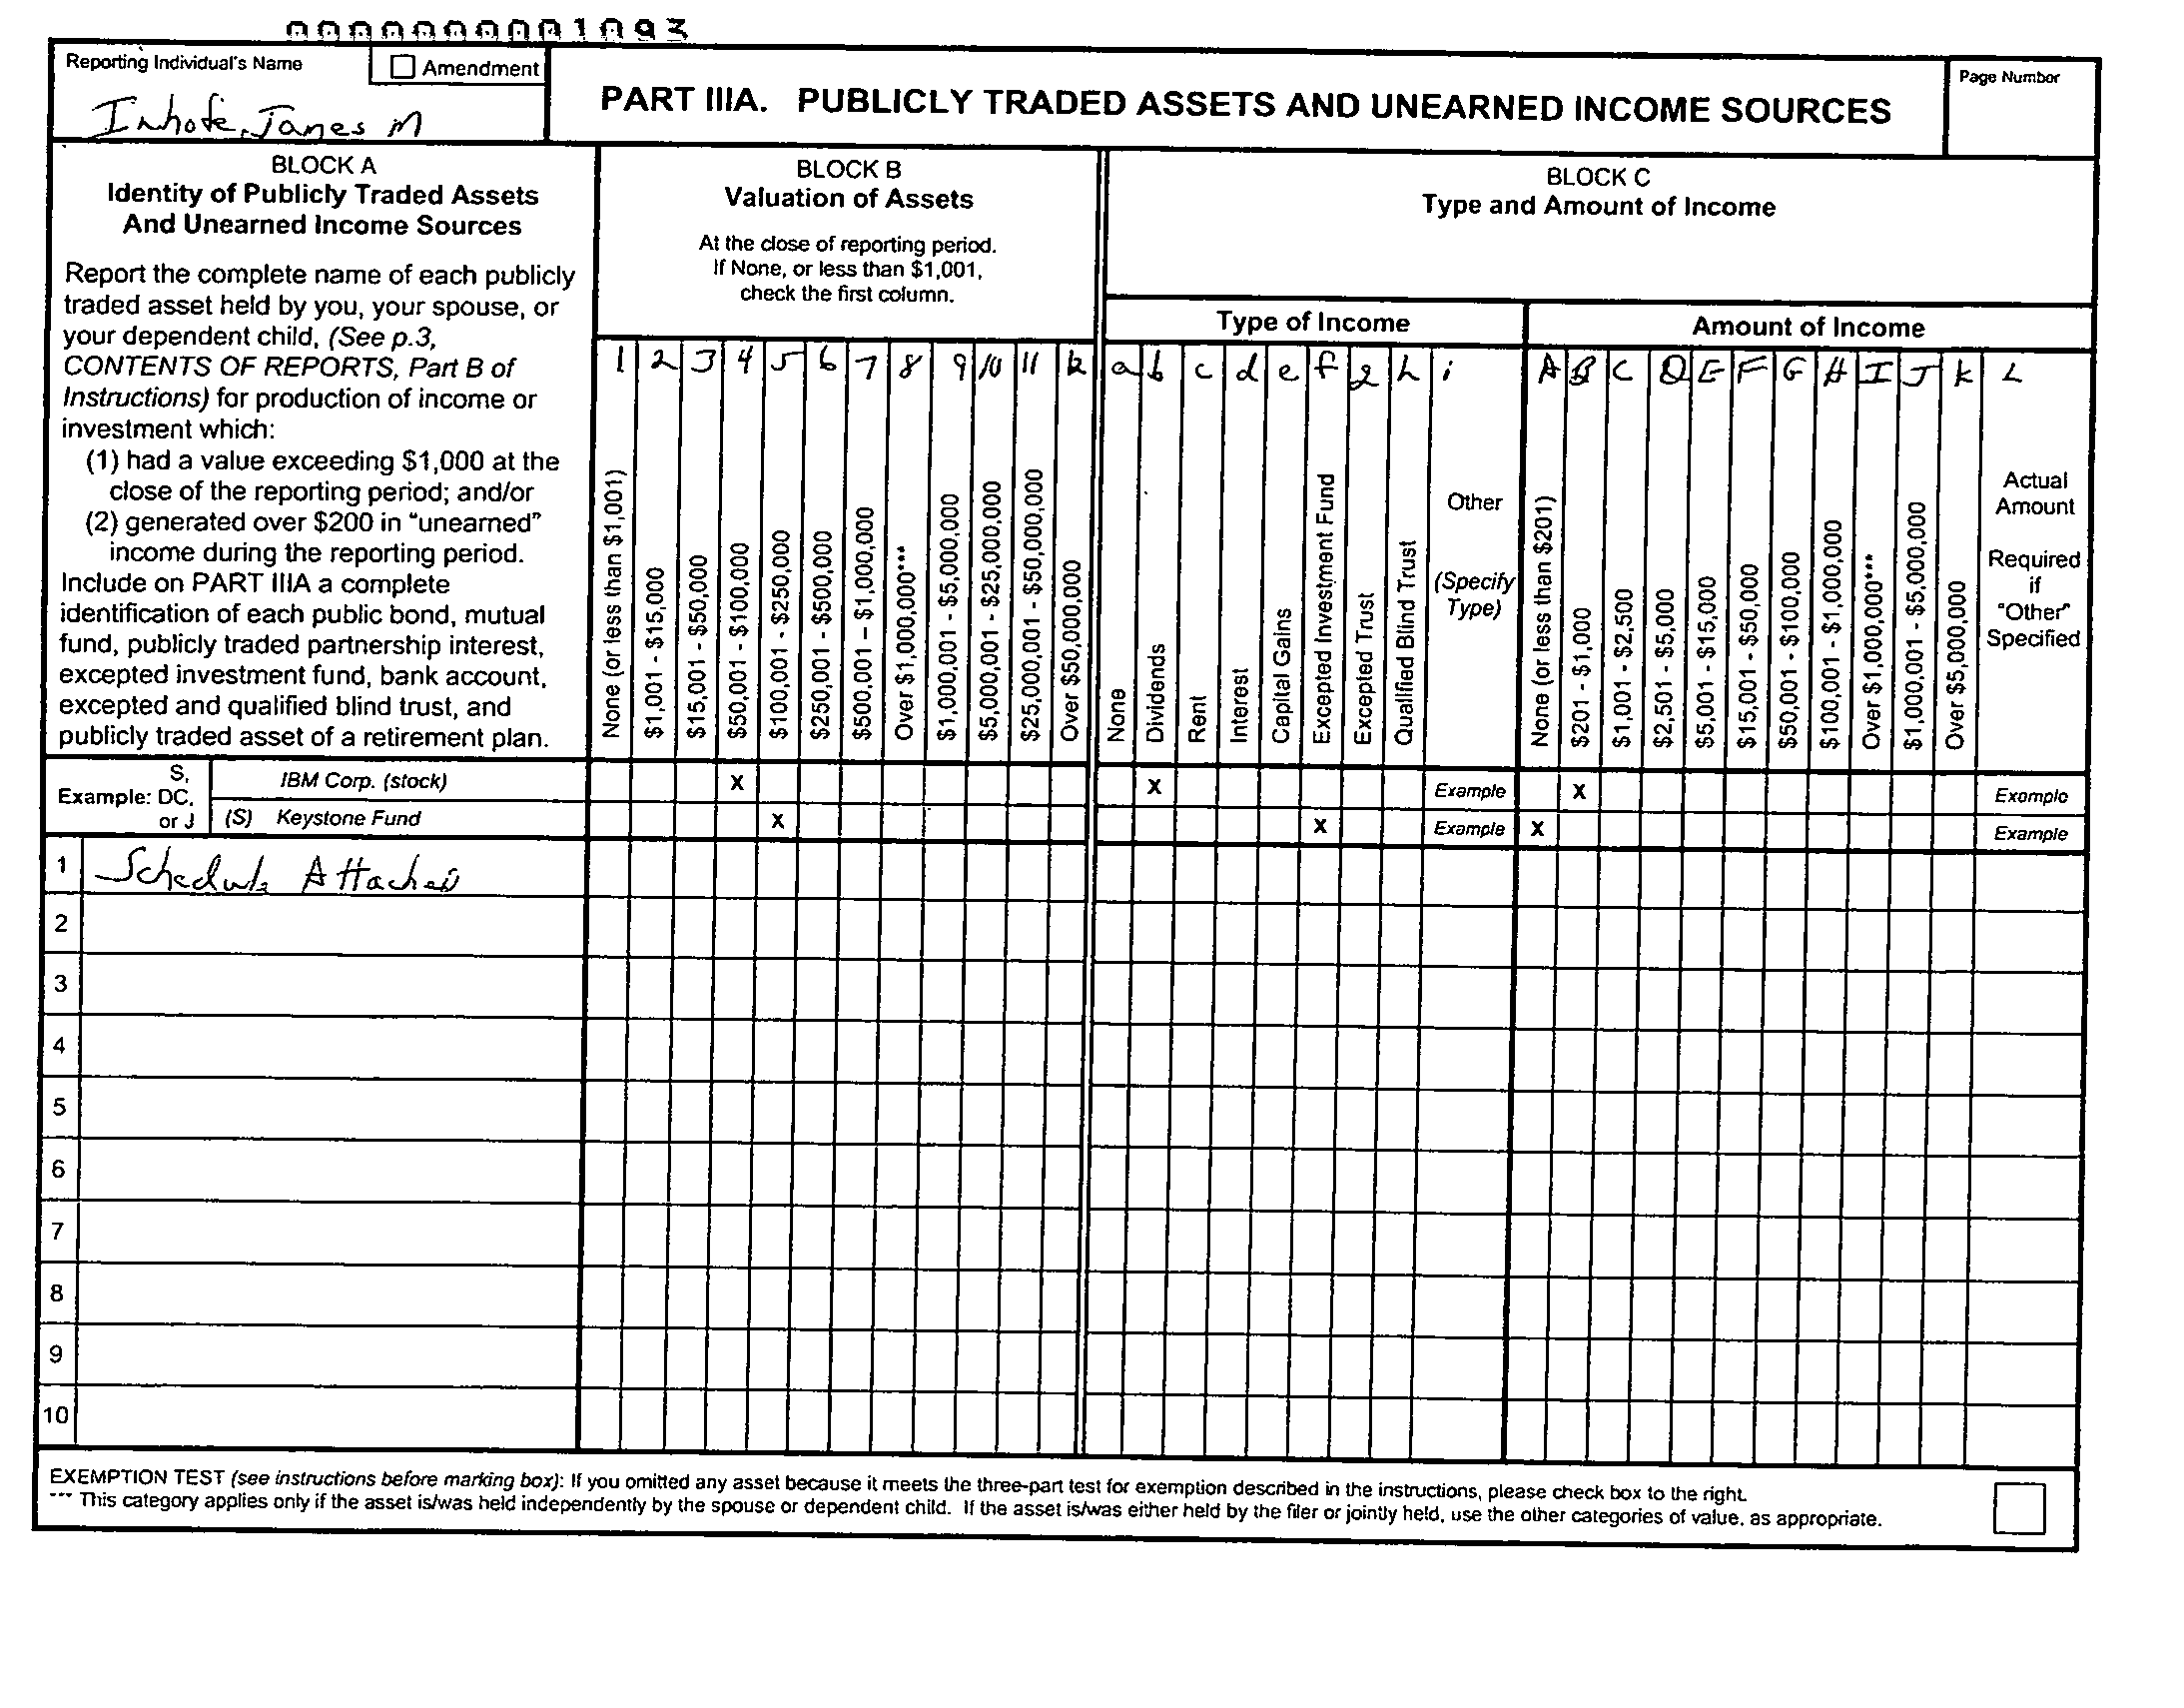 0000000001093
Reporting Individual's Name
Amendment
Inhofe, James M
PART IIIA. PUBLICLY TRADED ASSETS AND UNEARNED INCOME SOURCES
Page Number
BLOCK A
Identity of Publicly Traded Assets
And Unearned Income Sources
Report the complete name of each publicly
traded asset held by you, your spouse, or
your dependent child, (See p.3,
CONTENTS OF REPORTS, Part B of
Instructions) for production of income or
investment which:
(1) had a value exceeding $1,000 at the
close of the reporting period; and/or
(2) generated over $200 in "unearned"
income during the reporting period.
Include on PART IIIA a complete
identification of each public bond, mutual
fund, publicly traded partnership interest,
excepted investment fund, bank account,
excepted and qualified blind trust, and
publicly traded asset of a retirement plan.
BLOCK B
Valuation of Assets
At the close of reporting period.
If None, or less than $1,001,
check the first column.
1 2 3 4 5 6 7 8 9 10 11 k
None (or less than $1,001)
$1,001 - $15,000
$15,001 - $50,000
$50,001 - $100,000
$100,001 - $250,000
$250,001 - $500,000
$500,001 – $1,000,000
Over $1,000,000***
$1,000,001 - $5,000,000
$5,000,001 - $25,000,000
$25,000,001 - $50,000,000
Over $50,000,000
BLOCK C
Type and Amount of Income
Type of Income
a b c d e f g h i
None
Dividends
Rent
Interest
Capital Gains
Excepted Investment Fund
Excepted Trust
Qualified Blind Trust
Other
(Specify
Type)
Amount of Income
A B C D E F G H I J K L
None (or less than $201)
$201 - $1,000
$1,001 - $2,500
$2,501 - $5,000
$5,001 - $15,000
$15,001 - $50,000
$50,001 - $100,000
$100,001 - $1,000,000
Over $1,000,000***
$1,000,001 - $5,000,000
Over $5,000,000
Actual
Amount
Required
if
"Other"
Specified
Example: S, DC, or J
IBM Corp. (stock) X X Example X Example
(S) Keystone Fund X X Example X Example
1 Schedule Attached
2
3
4
5
6
7
8
9
10
EXEMPTION TEST (see instructions before marking box): If you omitted any asset because it meets the three-part test for exemption described in the instructions, please check box to the right.
*** This category applies only if the asset is/was held independently by the spouse or dependent child. If the asset is/was either held by the filer or jointly held, use the other categories of value, as appropriate.